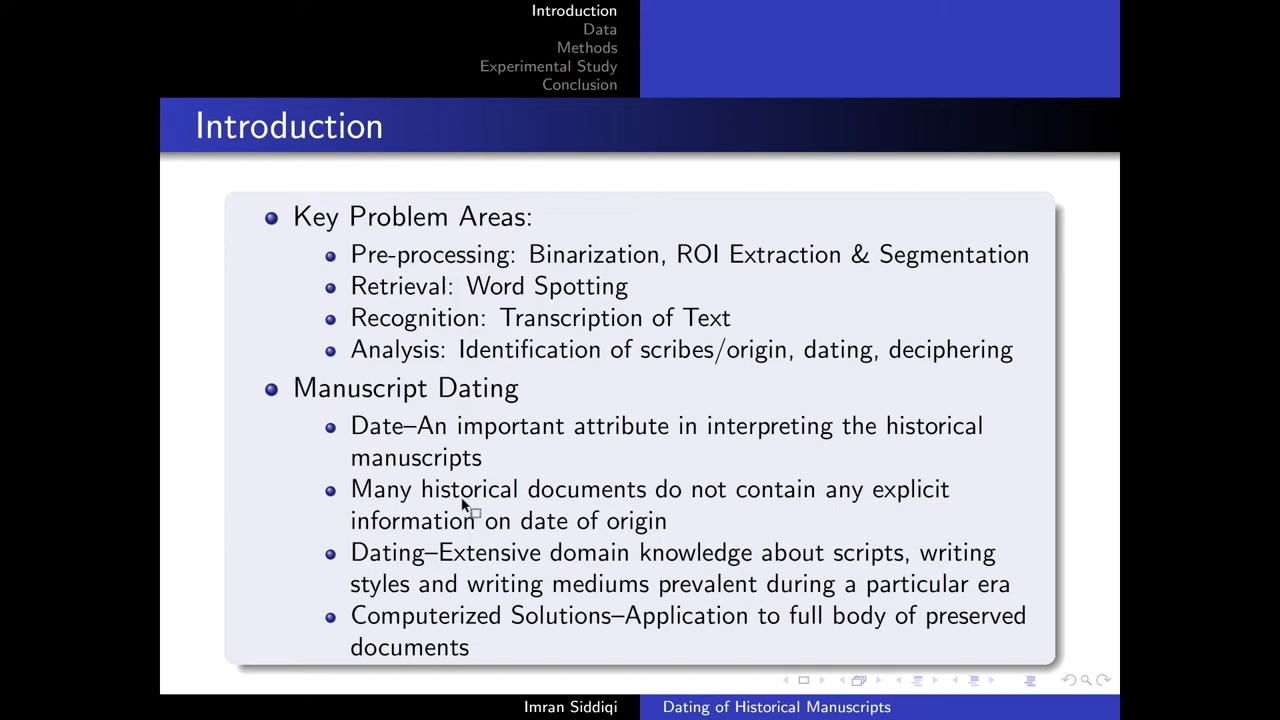 Introduction
Data
Methods
Experimental Study
Conclusion
Introduction
Key Problem Areas:
Pre-processing: Binarization, ROI Extraction & Segmentation
Retrieval: Word Spotting
Recognition: Transcription of Text
Analysis: Identification of scribes/origin, dating, deciphering
Manuscript Dating
Date–An important attribute in interpreting the historical
manuscripts
Many historical documents do not contain any explicit
information on date of origin
Dating–Extensive domain knowledge about scripts, writing
styles and writing mediums prevalent during a particular era
Computerized Solutions–Application to full body of preserved
documents
Imran Siddiqi
Dating of Historical Manuscripts